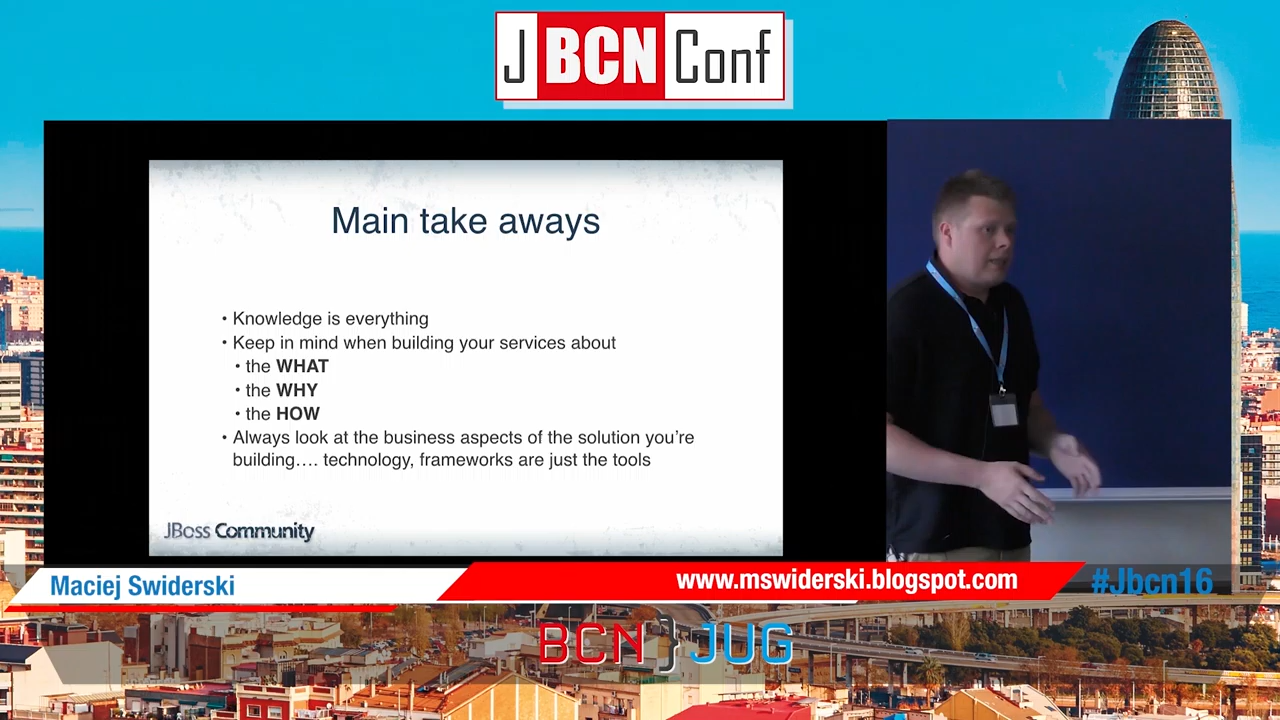 J BCN Conf
Main take aways
• Knowledge is everything
• Keep in mind when building your services about
• the WHAT
• the WHY
• the HOW
• Always look at the business aspects of the solution you're
building…. technology, frameworks are just the tools
JBoss Community
Maciej Swiderski
www.mswiderski.blogspot.com
#Jbcn16
BCN JUG